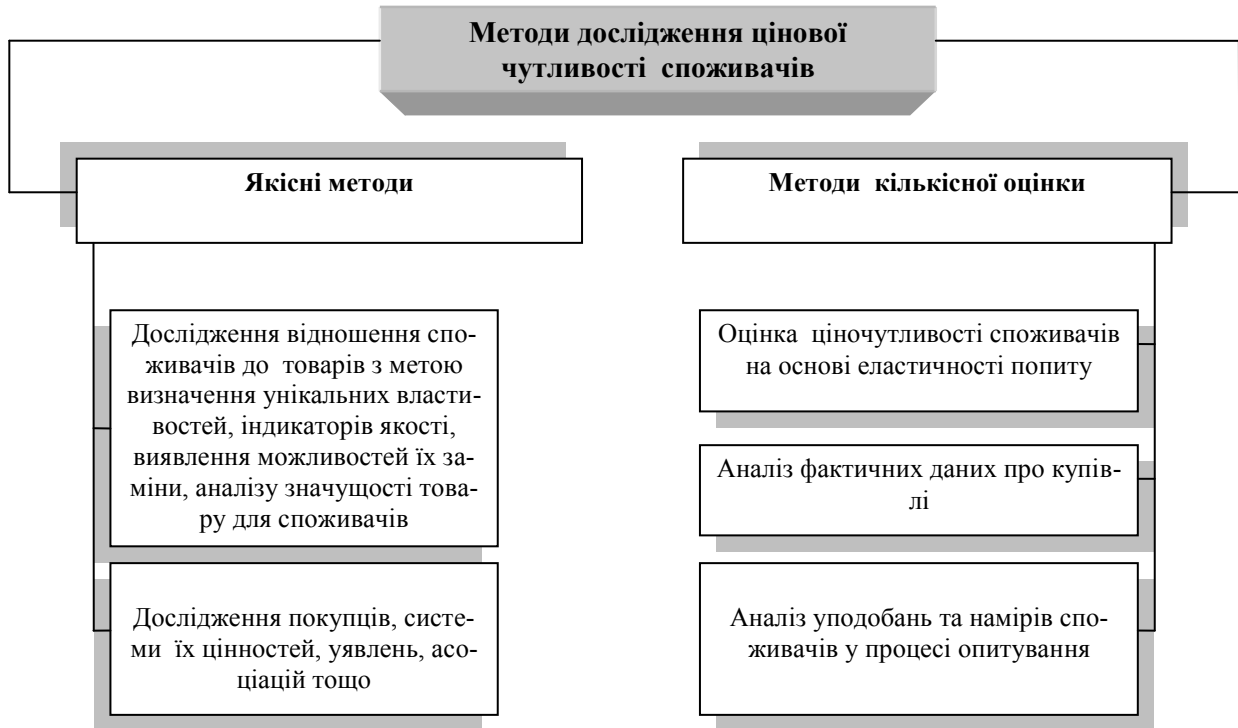 Методи дослідження цінової
чутливості споживачів
Якісні методи
Дослідження відношення спо-
живачів до товарів з метою
визначення унікальних власти-
востей, індикаторів якості,
виявлення можливостей їх за-
міни, аналізу значущості това-
ру для споживачів
Дослідження покупців, систе-
ми їх цінностей, уявлень, асо-
ціацій тощо
Методи кількісної оцінки
Оцінка ціночутливості споживачів
на основі еластичності попиту
Аналіз фактичних даних про купів-
лі
Аналіз уподобань та намірів спо-
живачів у процесі опитування